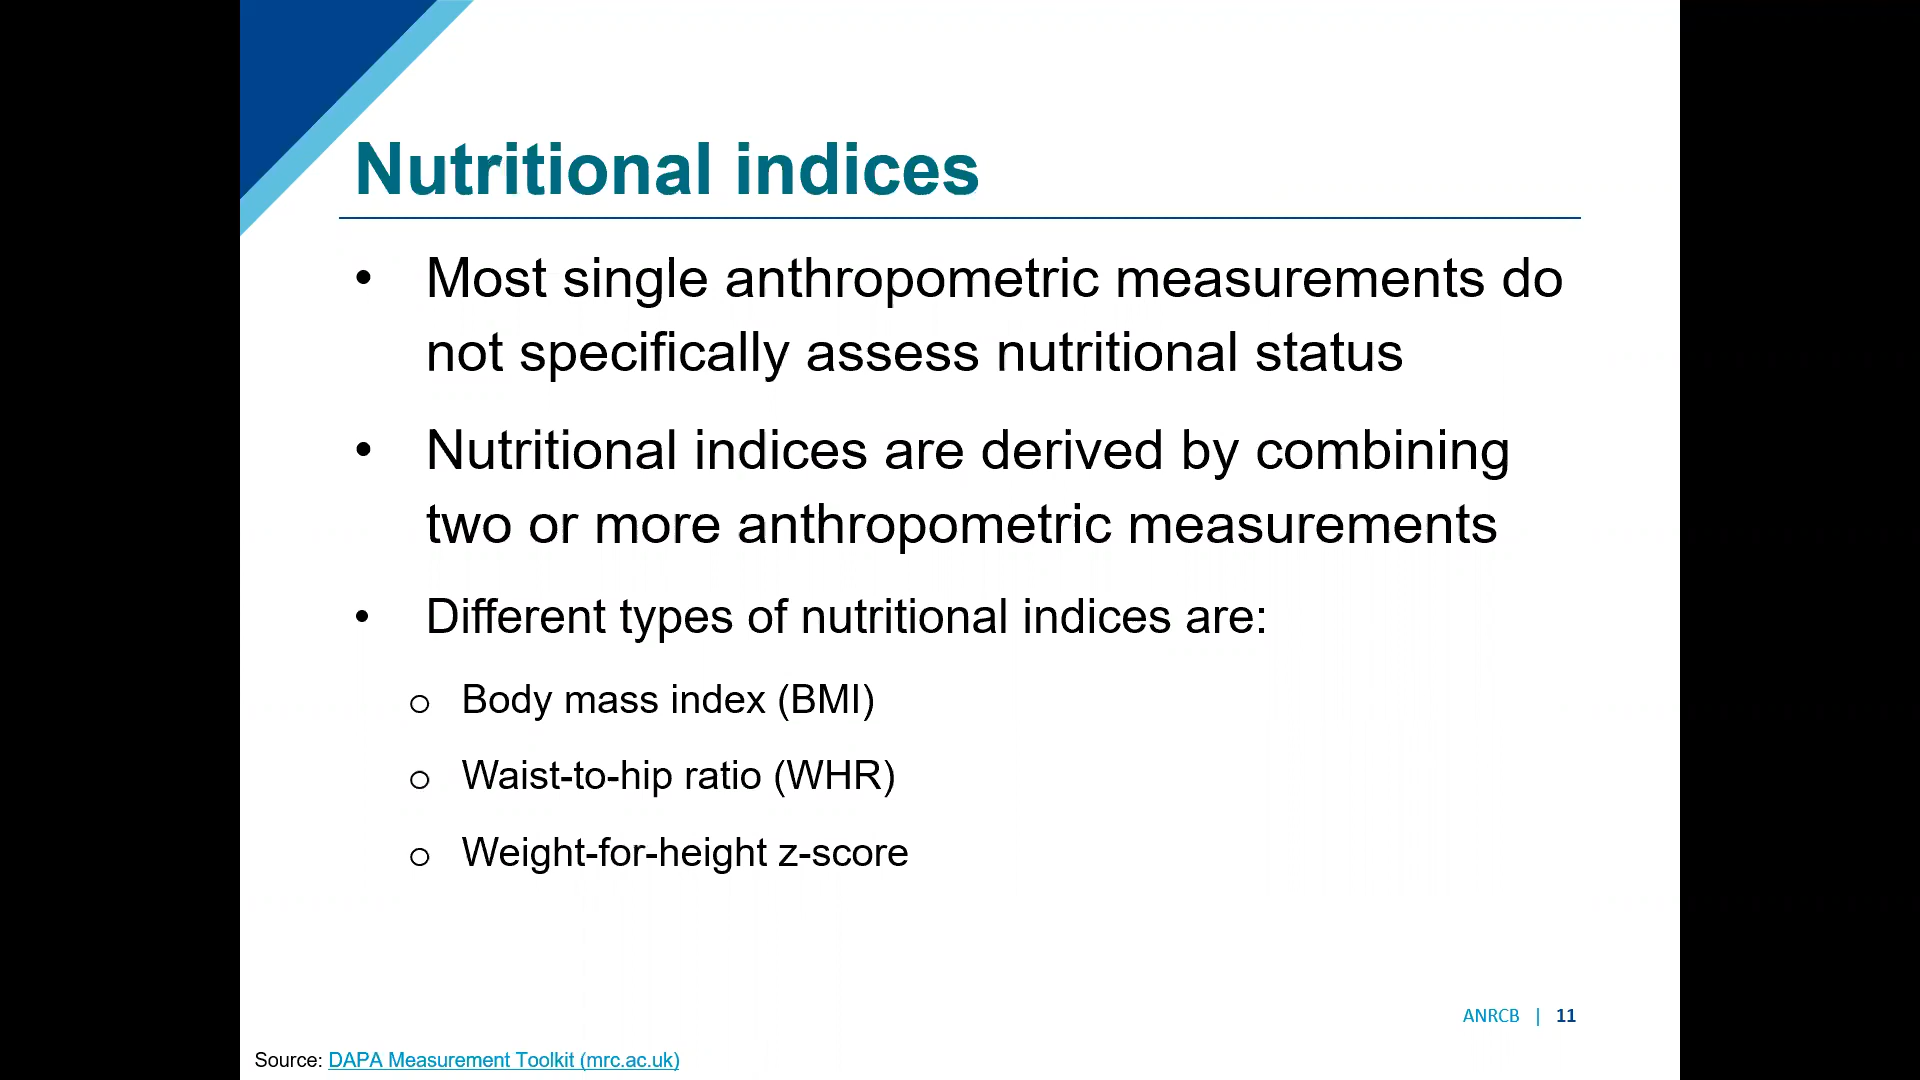 Nutritional indices
• Most single anthropometric measurements do
not specifically assess nutritional status
• Nutritional indices are derived by combining
two or more anthropometric measurements
• Different types of nutritional indices are:
o Body mass index (BMI)
o Waist-to-hip ratio (WHR)
o Weight-for-height z-score
ANRCB | 11
Source: DAPA Measurement Toolkit (mrc.ac.uk)